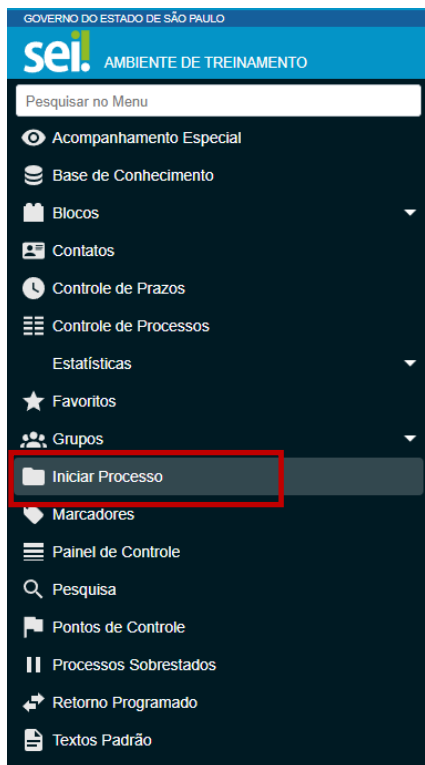 GOVERNO DO ESTADO DE SÃO PAULO
sei! AMBIENTE DE TREINAMENTO
Pesquisar no Menu
Acompanhamento Especial
Base de Conhecimento
Blocos
Contatos
Controle de Prazos
Controle de Processos
Estatísticas
Favoritos
Grupos
Iniciar Processo
Marcadores
Painel de Controle
Pesquisa
Pontos de Controle
Processos Sobrestados
Retorno Programado
Textos Padrão